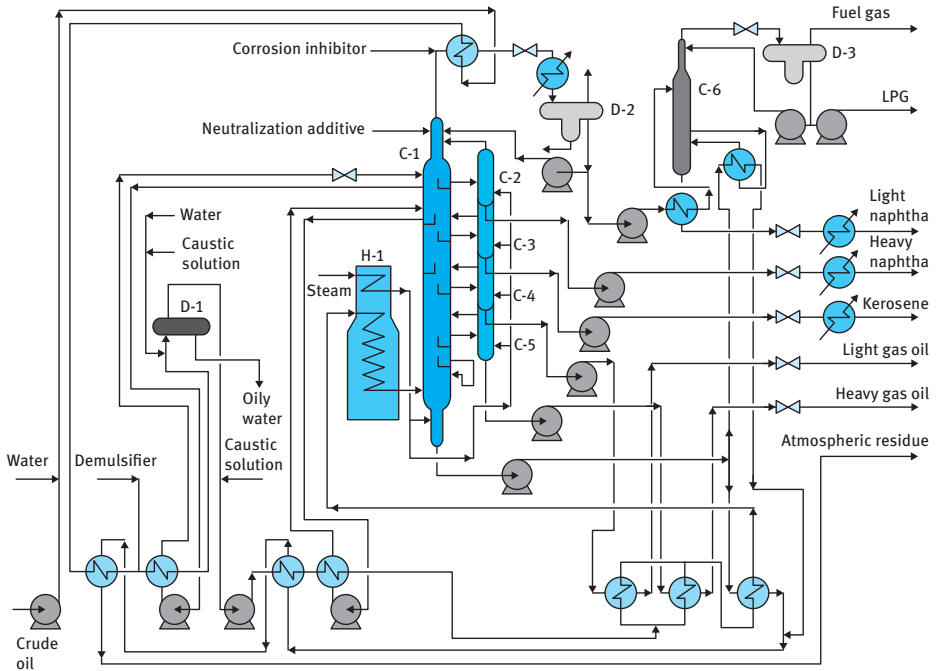 Fuel gas
D-3
Corrosion inhibitor
C-6
LPG
D-2
Neutralization additive
C-1
C-2
Light
naphtha
Water
Heavy
naphtha
Caustic
solution
C-3
H-1
Steam
C-4
Kerosene
D-1
C-5
Light gas oil
Oily
water
Heavy gas oil
Caustic
solution
Atmospheric residue
Water
Demulsifier
Crude
oil